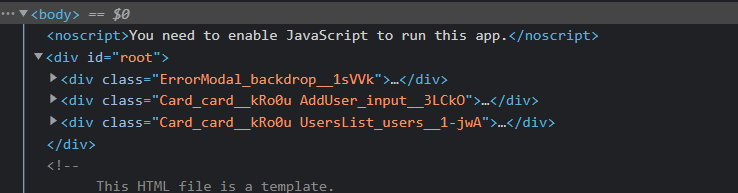 <body> == $0
<noscript>You need to enable JavaScript to run this app.</noscript>
<div id="root">
<div class="ErrorModal_backdrop__1sVVk">…</div>
<div class="Card_card__kRo0u AddUser_input__3LCkO">…</div>
<div class="Card_card__kRo0u UsersList_users__1-jwA">…</div>
</div>
<!--
This HTML file is a template.